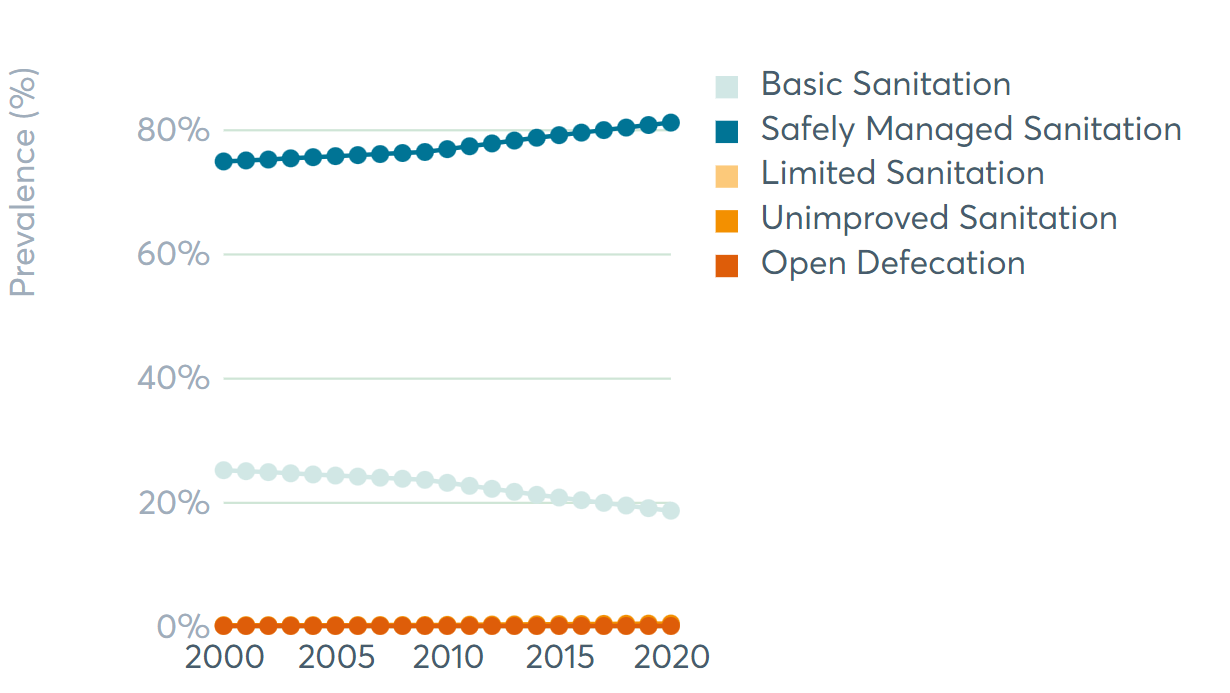 Prevalence (%)
80%
60%
40%
20%
0%
2000 2005 2010 2015 2020
Basic Sanitation
Safely Managed Sanitation
Limited Sanitation
Unimproved Sanitation
Open Defecation